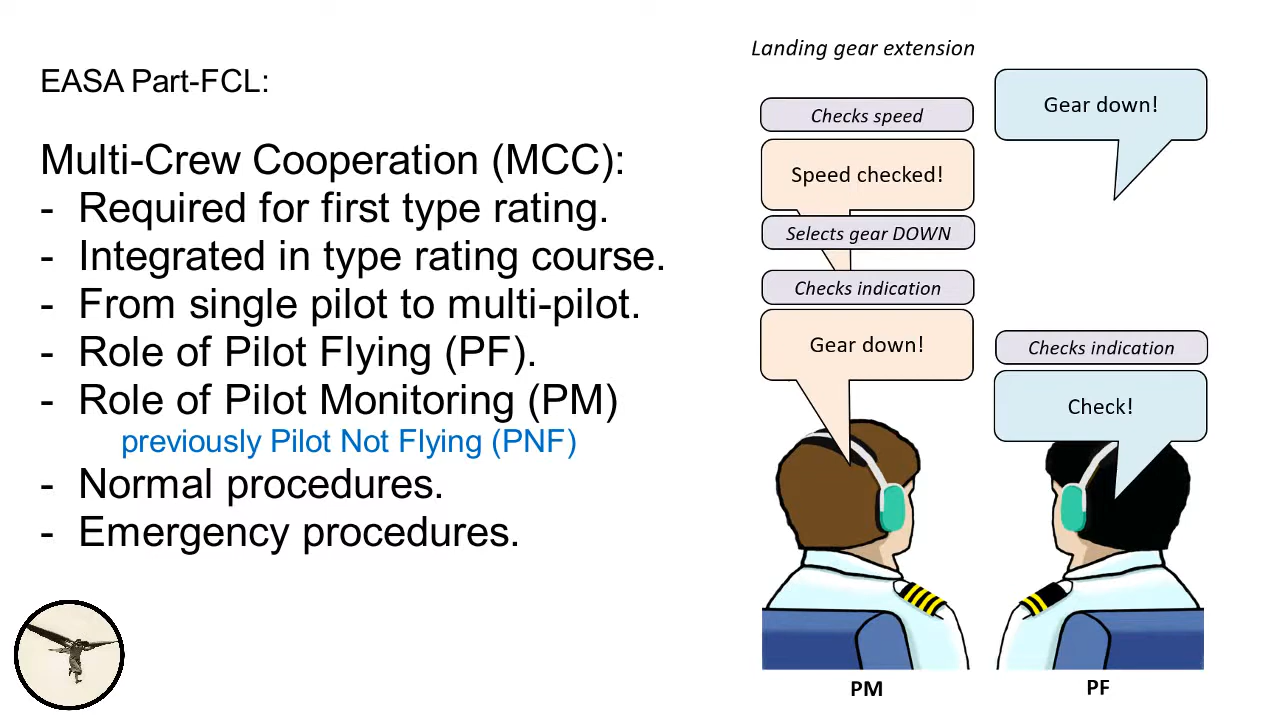 EASA Part-FCL:
Multi-Crew Cooperation (MCC):
- Required for first type rating.
- Integrated in type rating course.
- From single pilot to multi-pilot.
- Role of Pilot Flying (PF).
- Role of Pilot Monitoring (PM)
previously Pilot Not Flying (PNF)
- Normal procedures.
- Emergency procedures.
Landing gear extension
Gear down!
Checks speed
Speed checked!
Selects gear DOWN
Checks indication
Gear down!
Checks indication
Check!
PM
PF